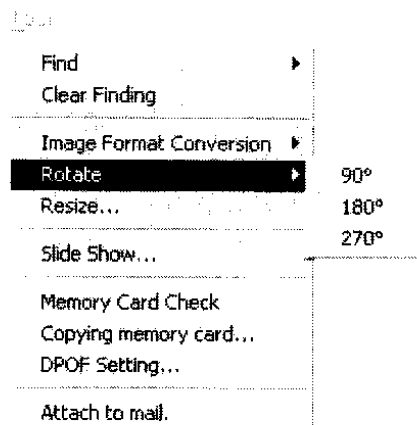 Find
Clear Finding
Image Format Conversion
Rotate
90°
180°
270°
Resize...
Slide Show...
Memory Card Check
Copying memory card...
DPOF Setting...
Attach to mail.